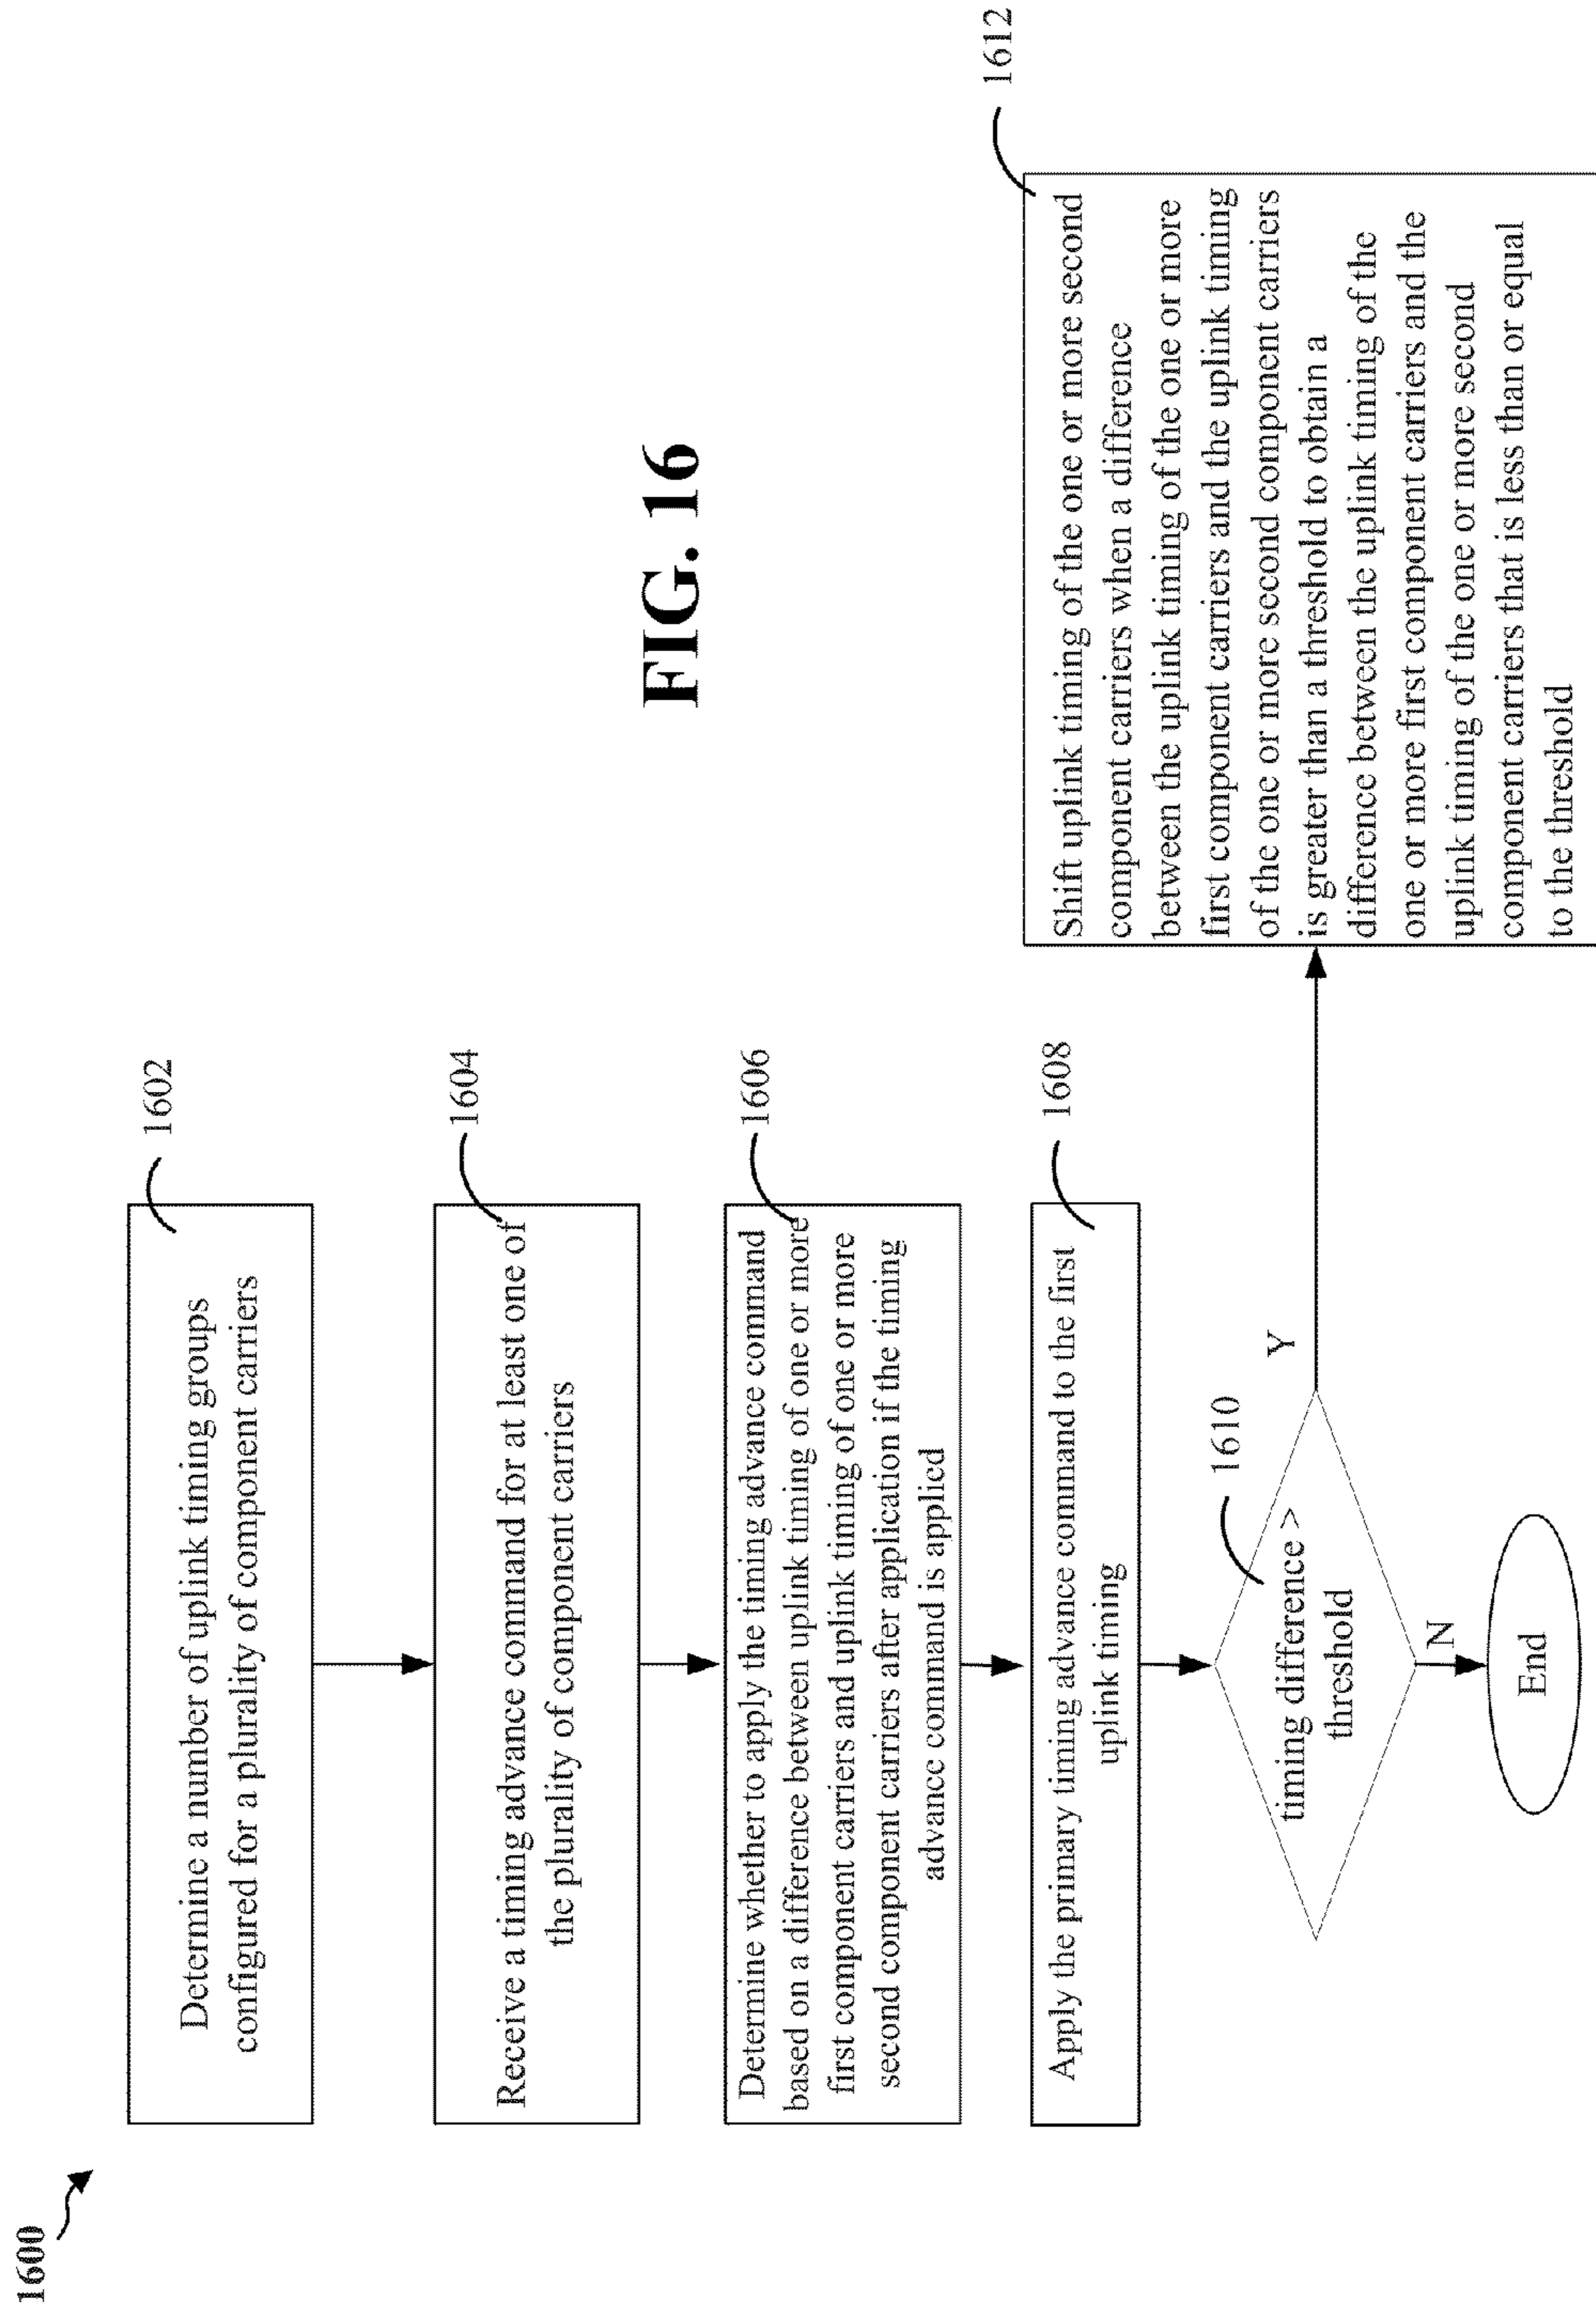 1600
1602
Determine a number of uplink timing groups
configured for a plurality of component carriers
1604
Receive a timing advance command for at least one of
the plurality of component carriers
1606
Determine whether to apply the timing advance command
based on a difference between uplink timing of one or more
first component carriers and uplink timing of one or more
second component carriers after application if the timing
advance command is applied
1608
Apply the primary timing advance command to the first
uplink timing
1610
timing difference >
threshold
Y
N
End
1612
Shift uplink timing of the one or more second
component carriers when a difference
between the uplink timing of the one or more
first component carriers and the uplink timing
of the one or more second component carriers
is greater than a threshold to obtain a
difference between the uplink timing of the
one or more first component carriers and the
uplink timing of the one or more second
component carriers that is less than or equal
to the threshold
FIG. 16